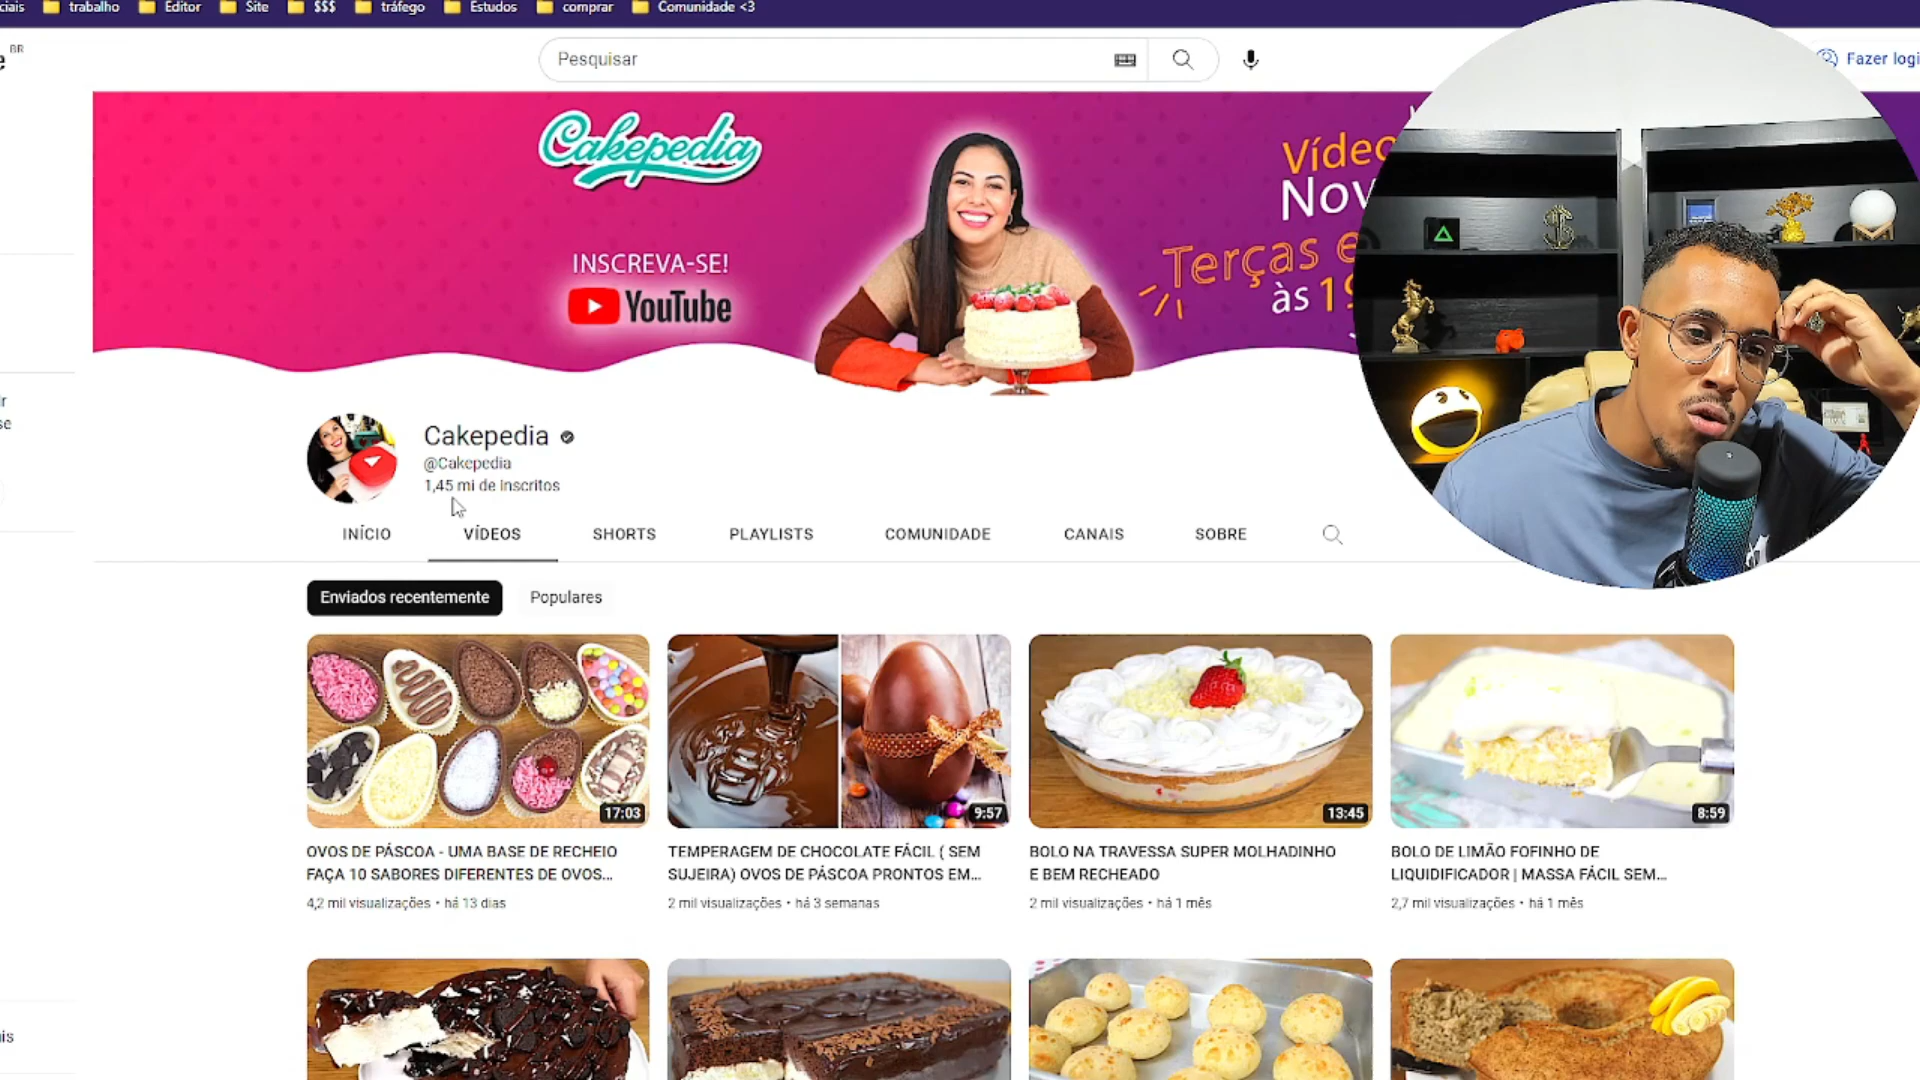 trabalho Editor Site $$$ tráfego Estudos comprar Comunidade <3
BR
Pesquisar
Fazer logi
Cakepedia
INSCREVA-SE!
YouTube
Vídeo
Nov
Terças e
às 19
Cakepedia
@Cakepedia
1,45 mi de inscritos
INÍCIO VÍDEOS SHORTS PLAYLISTS COMUNIDADE CANAIS SOBRE
Enviados recentemente Populares
17:03 9:57 13:45 8:59
OVOS DE PÁSCOA - UMA BASE DE RECHEIO
FAÇA 10 SABORES DIFERENTES DE OVOS...
4,2 mil visualizações • há 13 dias
TEMPERAGEM DE CHOCOLATE FÁCIL ( SEM
SUJEIRA) OVOS DE PÁSCOA PRONTOS EM...
2 mil visualizações • há 3 semanas
BOLO NA TRAVESSA SUPER MOLHADINHO
E BEM RECHEADO
2 mil visualizações • há 1 mês
BOLO DE LIMÃO FOFINHO DE
LIQUIDIFICADOR | MASSA FÁCIL SEM...
2,7 mil visualizações • há 1 mês